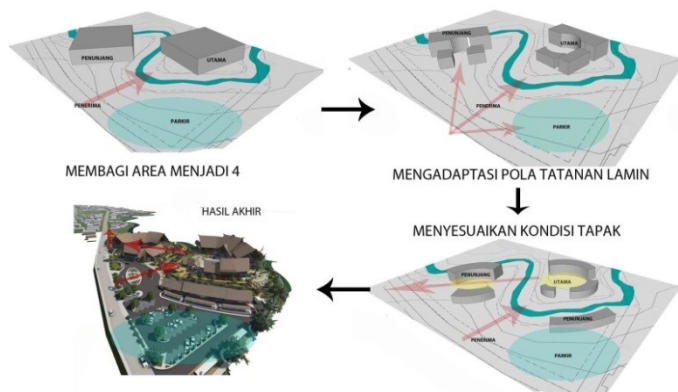 PENUNJANG
UTAMA
PENERIMA
PARKIR
MEMBAGI AREA MENJADI 4
PENUNJANG
UTAMA
PENERIMA
PARKIR
MENGADAPTASI POLA TATANAN LAMIN
MENYESUAIKAN KONDISI TAPAK
PENUNJANG
UTAMA
PENUNJANG
PENERIMA
PARKIR
HASIL AKHIR